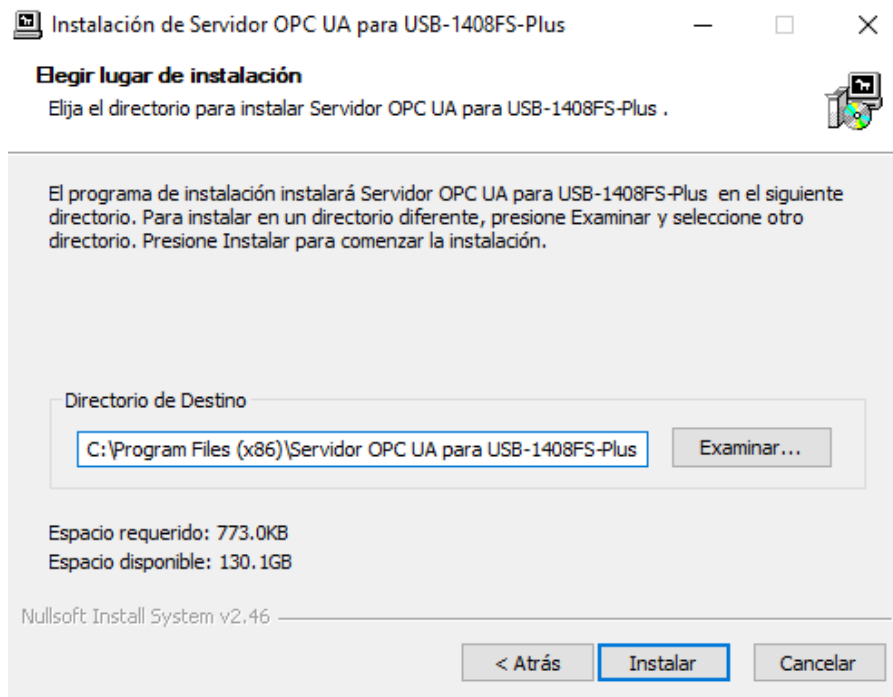 Instalación de Servidor OPC UA para USB-1408FS-Plus
Elegir lugar de instalación
Elija el directorio para instalar Servidor OPC UA para USB-1408FS-Plus .
El programa de instalación instalará Servidor OPC UA para USB-1408FS-Plus  en el siguiente
directorio. Para instalar en un directorio diferente, presione Examinar y seleccione otro
directorio. Presione Instalar para comenzar la instalación.
Directorio de Destino
C:\Program Files (x86)\Servidor OPC UA para USB-1408FS-Plus
Examinar...
Espacio requerido: 773.0KB
Espacio disponible: 130.1GB
Nullsoft Install System v2.46
< Atrás
Instalar
Cancelar